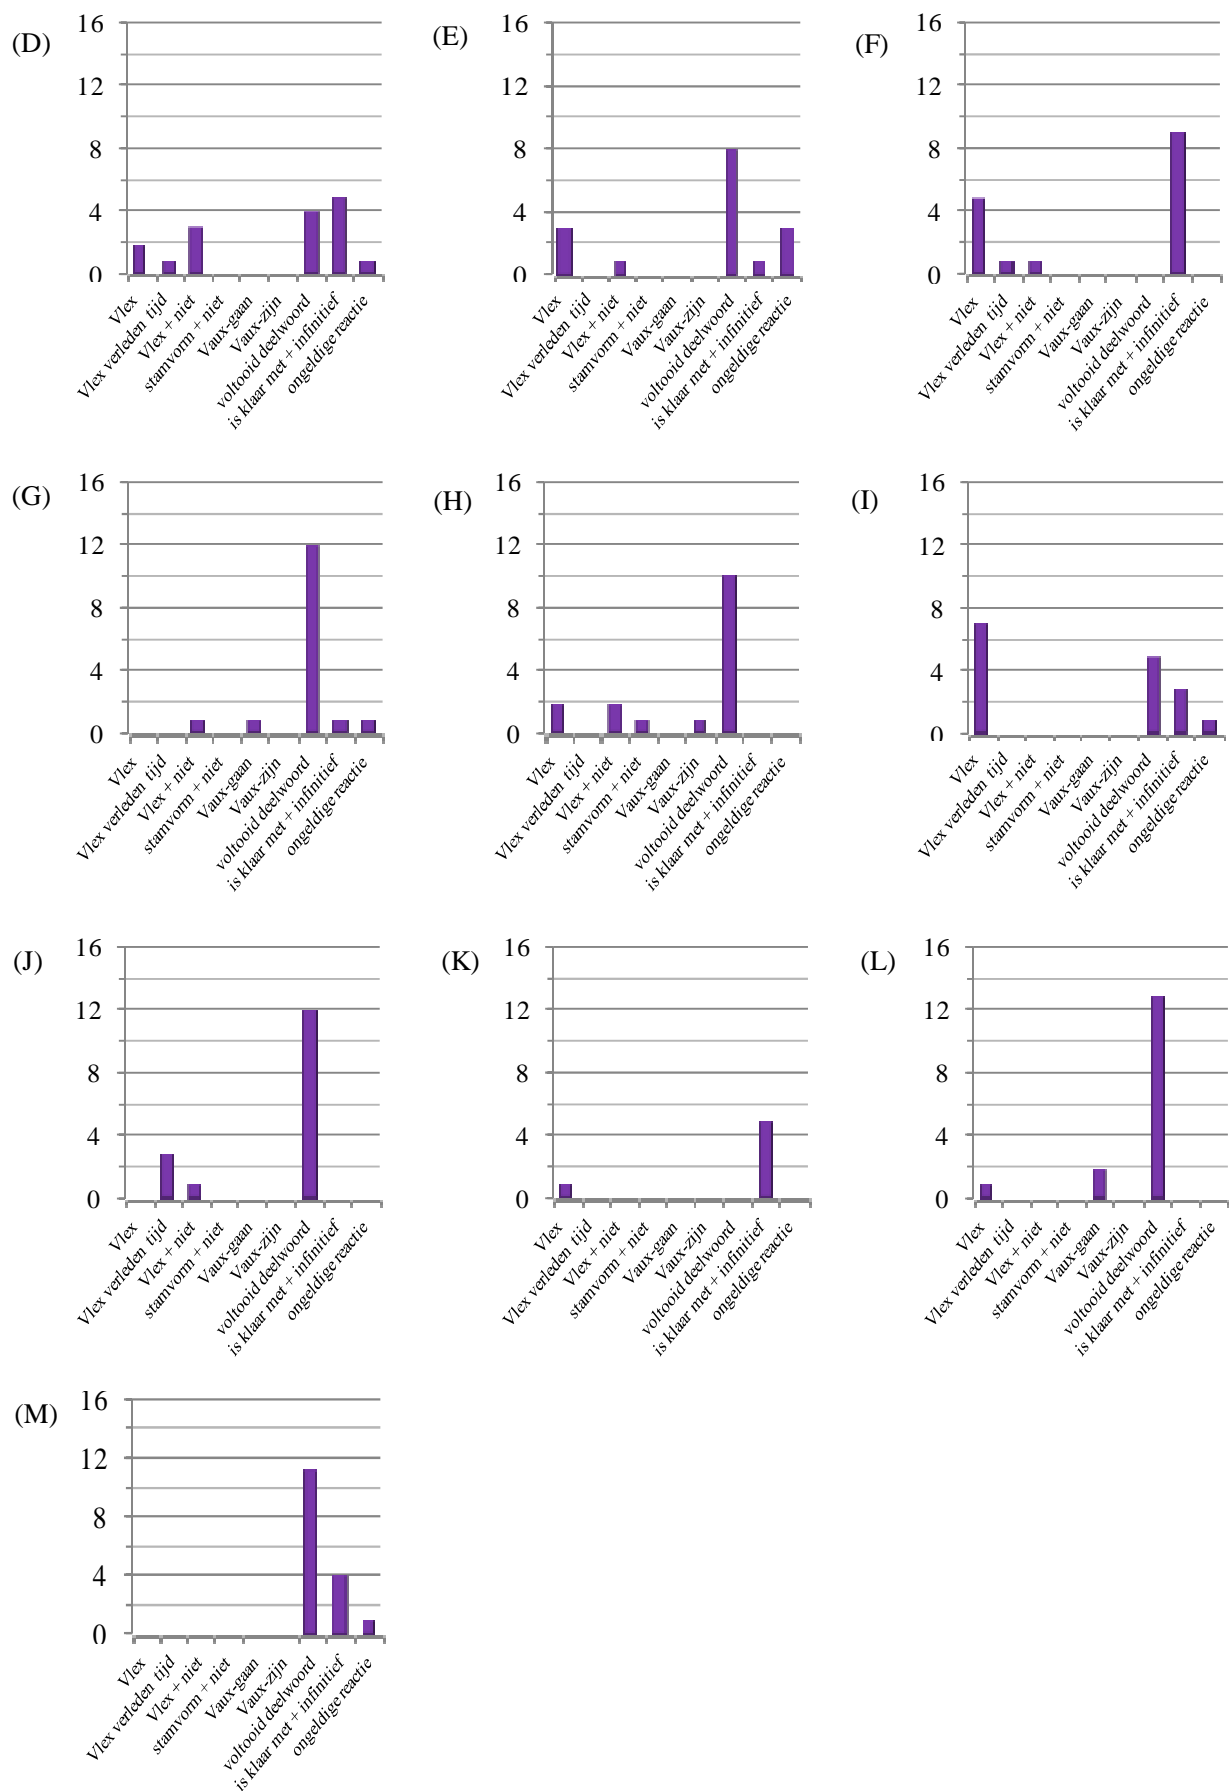 (D)
16
12
8
4
0
Vlex
Vlex verleden tijd
Vlex + niet
stamvorm + niet
Vaux-gaan
Vaux-zijn
voltooid deelwoord
is klaar met + infinitief
ongeldige reactie
(E)
16
12
8
4
0
Vlex
Vlex verleden tijd
Vlex + niet
stamvorm + niet
Vaux-gaan
Vaux-zijn
voltooid deelwoord
is klaar met + infinitief
ongeldige reactie
(F)
16
12
8
4
0
Vlex
Vlex verleden tijd
Vlex + niet
stamvorm + niet
Vaux-gaan
Vaux-zijn
voltooid deelwoord
is klaar met + infinitief
ongeldige reactie
(G)
16
12
8
4
0
Vlex
Vlex verleden tijd
Vlex + niet
stamvorm + niet
Vaux-gaan
Vaux-zijn
voltooid deelwoord
is klaar met + infinitief
ongeldige reactie
(H)
16
12
8
4
0
Vlex
Vlex verleden tijd
Vlex + niet
stamvorm + niet
Vaux-gaan
Vaux-zijn
voltooid deelwoord
is klaar met + infinitief
ongeldige reactie
(I)
16
12
8
4
0
Vlex
Vlex verleden tijd
Vlex + niet
stamvorm + niet
Vaux-gaan
Vaux-zijn
voltooid deelwoord
is klaar met + infinitief
ongeldige reactie
(J)
16
12
8
4
0
Vlex
Vlex verleden tijd
Vlex + niet
stamvorm + niet
Vaux-gaan
Vaux-zijn
voltooid deelwoord
is klaar met + infinitief
ongeldige reactie
(K)
16
12
8
4
0
Vlex
Vlex verleden tijd
Vlex + niet
stamvorm + niet
Vaux-gaan
Vaux-zijn
voltooid deelwoord
is klaar met + infinitief
ongeldige reactie
(L)
16
12
8
4
0
Vlex
Vlex verleden tijd
Vlex + niet
stamvorm + niet
Vaux-gaan
Vaux-zijn
voltooid deelwoord
is klaar met + infinitief
ongeldige reactie
(M)
16
12
8
4
0
Vlex
Vlex verleden tijd
Vlex + niet
stamvorm + niet
Vaux-gaan
Vaux-zijn
voltooid deelwoord
is klaar met + infinitief
ongeldige reactie